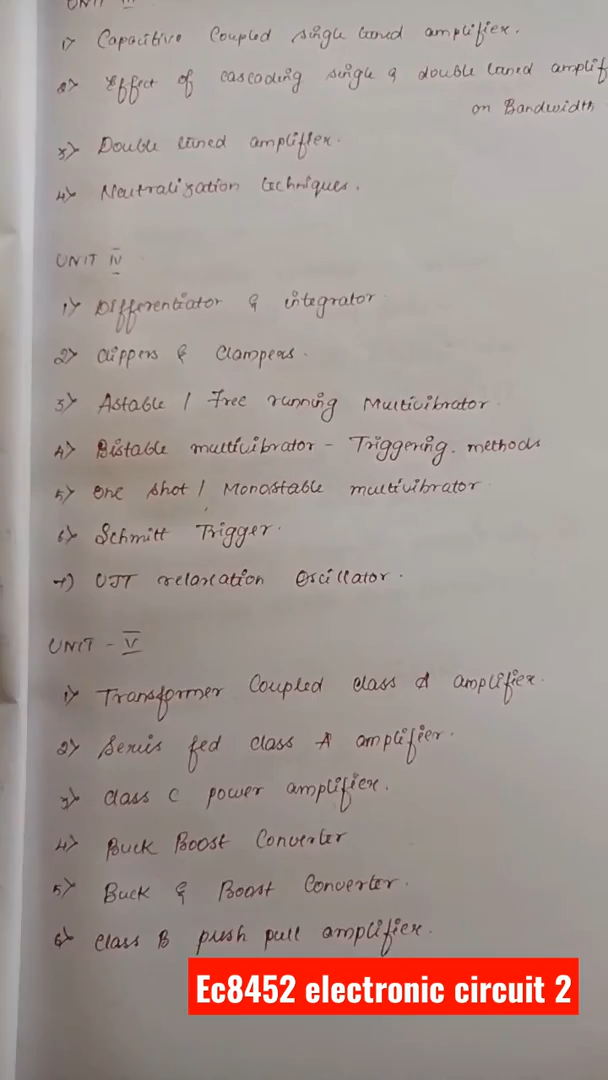 UNIT III
1) Capacitive Coupled single tuned amplifier.
2) Effect of cascading single & double tuned amplif
on Bandwidth
3) Double tuned amplifier.
4) Neutralization techniques.
UNIT IV
1) Differentiator & integrator
2) Clippers & Clampers.
3) Astable / Free running Multivibrator
4) Bistable multivibrator - Triggering. methods
5) One shot / Monostable multivibrator
6) Schmitt Trigger.
7) UJT relaxation Oscillator.
UNIT - V
1) Transformer Coupled class A amplifier.
2) Series fed class A amplifier.
3) Class C power amplifier.
4) Buck Boost Converter
5) Buck & Boost Converter.
6) Class B push pull amplifier.
Ec8452 electronic circuit 2